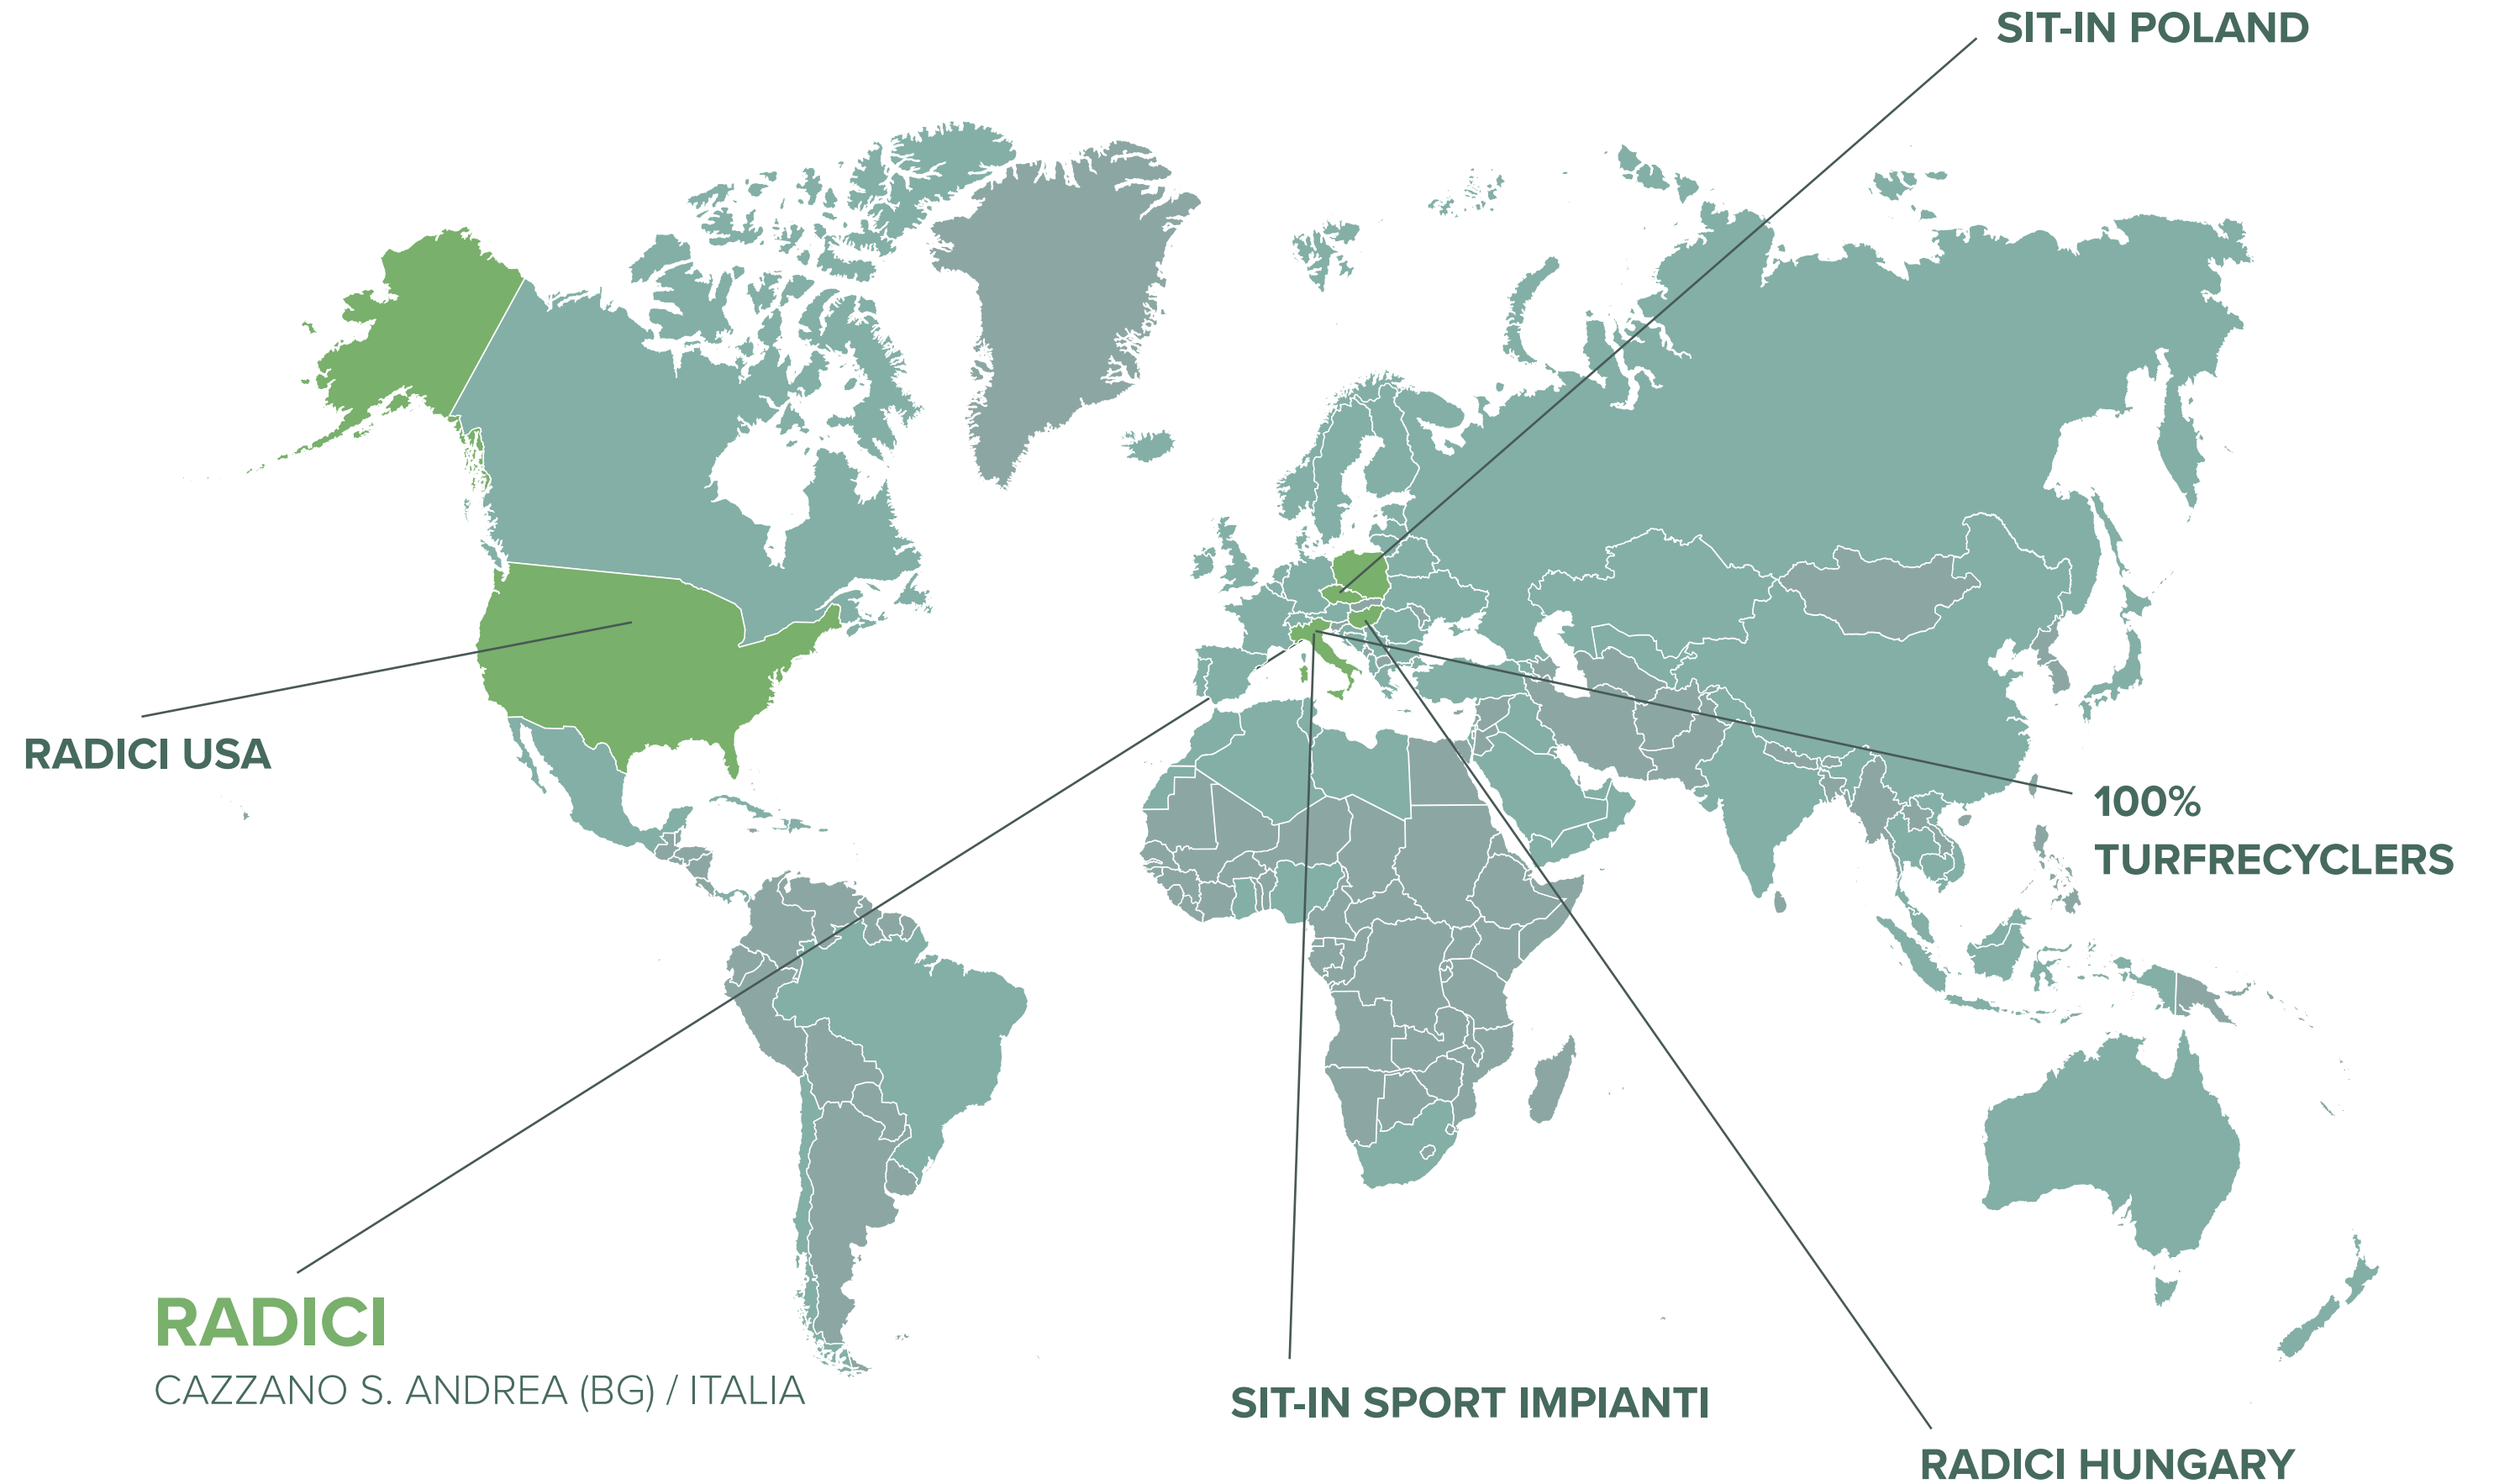 SIT-IN POLAND
RADICI USA
100%
TURFRECYCLERS
RADICI
CAZZANO S. ANDREA (BG) / ITALIA
SIT-IN SPORT IMPIANTI
RADICI HUNGARY